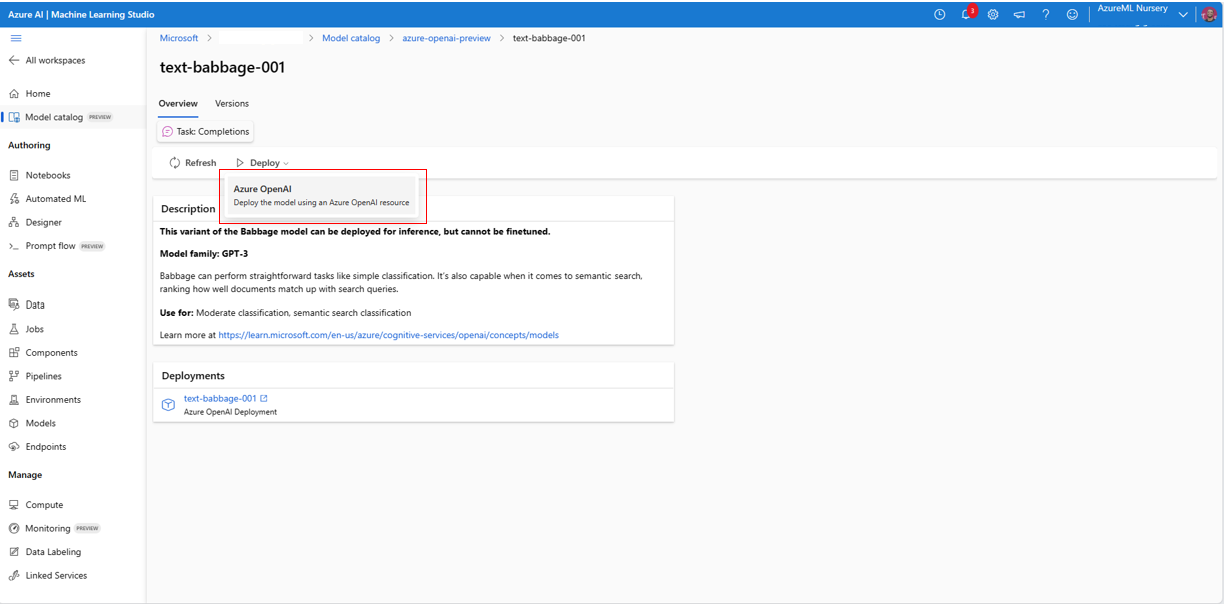 Azure AI | Machine Learning Studio
3
AzureML Nursery
All workspaces
Home
Model catalog PREVIEW
Authoring
Notebooks
Automated ML
Designer
Prompt flow PREVIEW
Assets
Data
Jobs
Components
Pipelines
Environments
Models
Endpoints
Manage
Compute
Monitoring PREVIEW
Data Labeling
Linked Services
Microsoft > > Model catalog > azure-openai-preview > text-babbage-001
text-babbage-001
Overview Versions
Task: Completions
Refresh Deploy
Azure OpenAI
Deploy the model using an Azure OpenAI resource
Description
This variant of the Babbage model can be deployed for inference, but cannot be finetuned.
Model family: GPT-3
Babbage can perform straightforward tasks like simple classification. It's also capable when it comes to semantic search,
ranking how well documents match up with search queries.
Use for: Moderate classification, semantic search classification
Learn more at https://learn.microsoft.com/en-us/azure/cognitive-services/openai/concepts/models
Deployments
text-babbage-001
Azure OpenAI Deployment